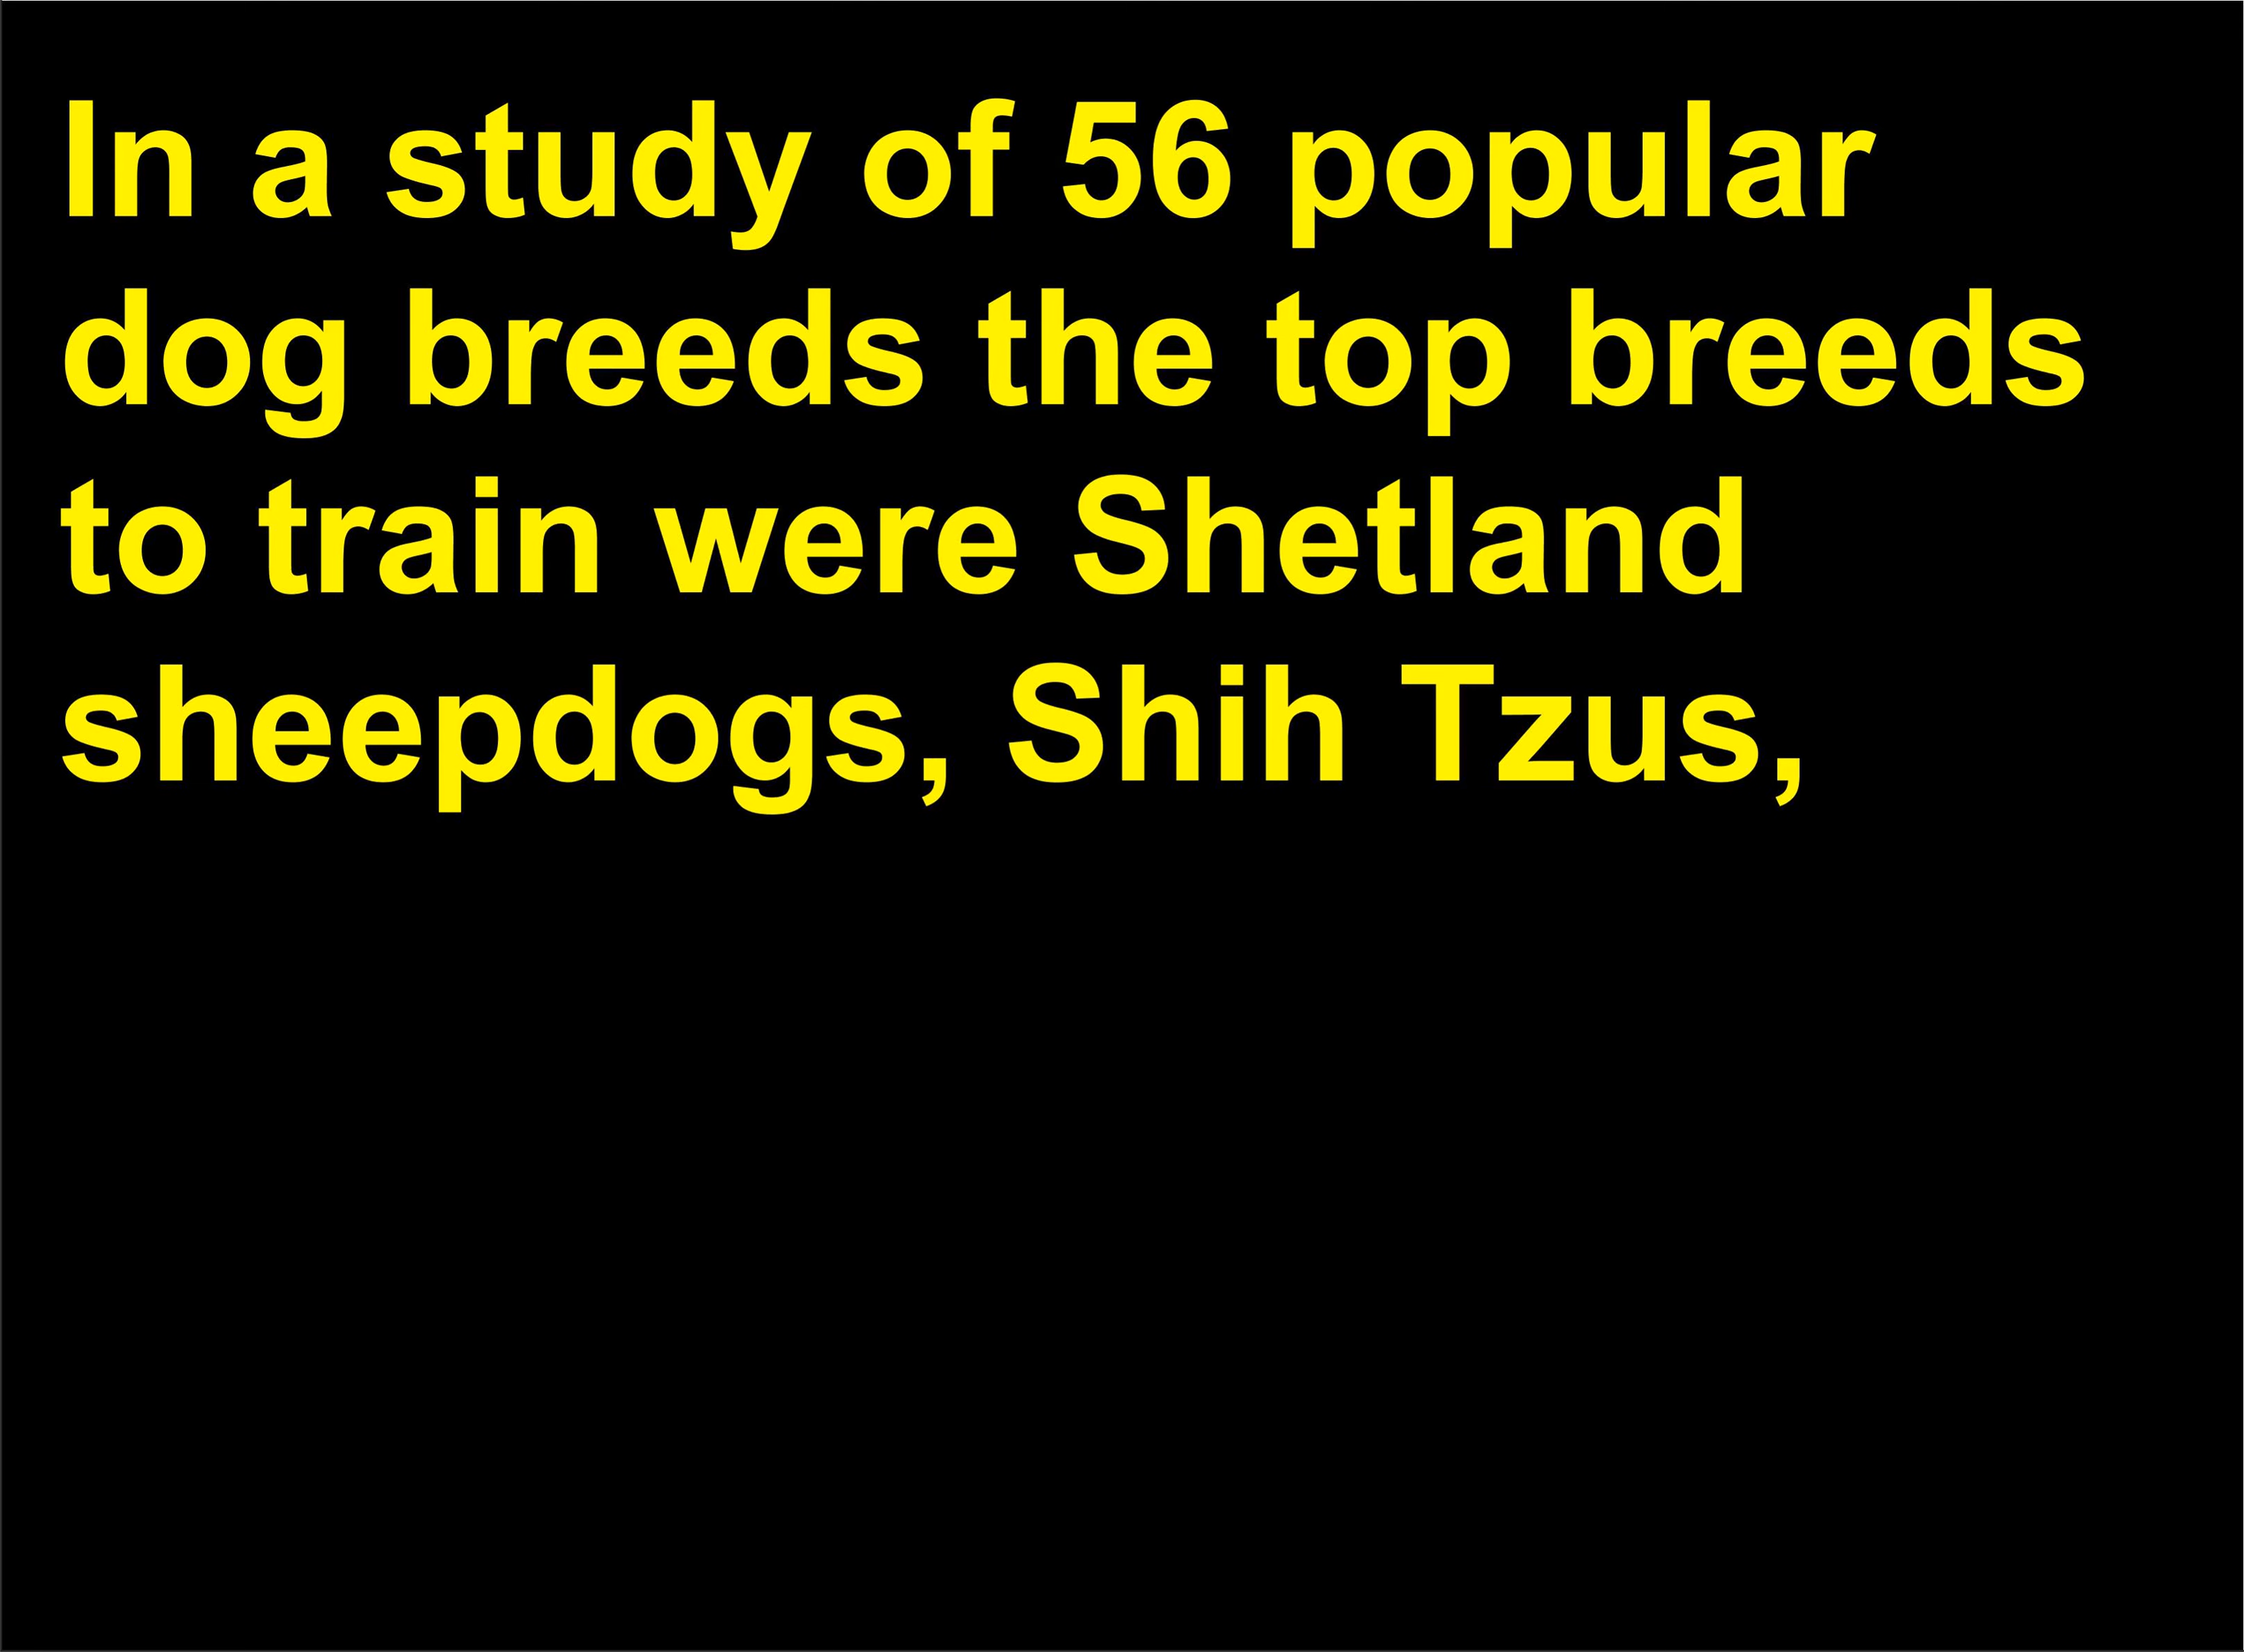 In a study of 56 popular
dog breeds the top breeds
to train were Shetland
sheepdogs, Shih Tzus,